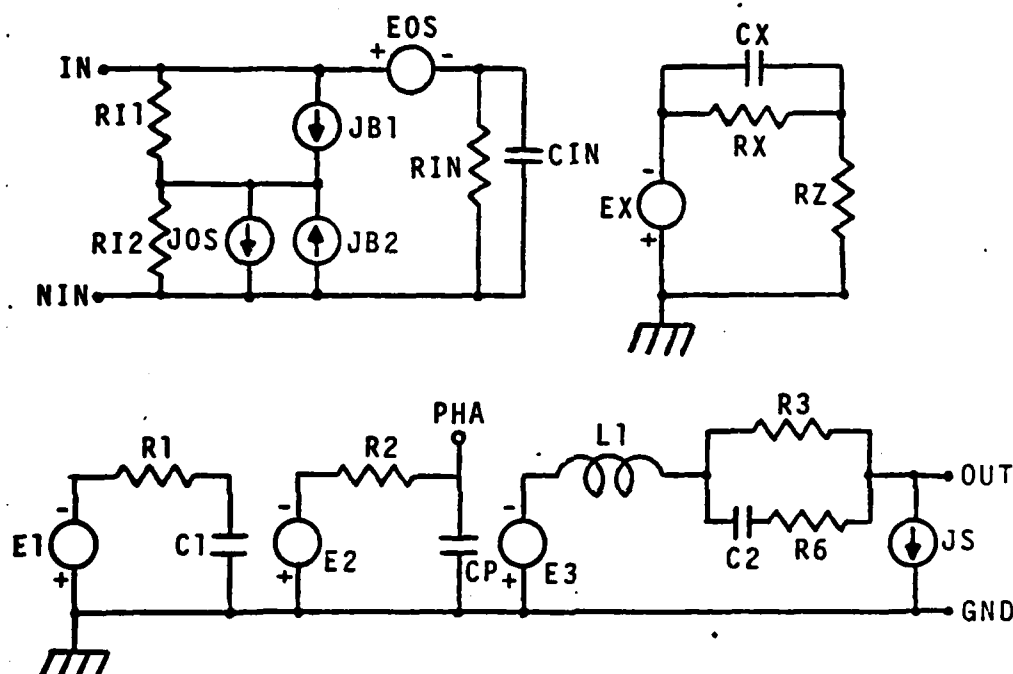 EOS
+ -
IN
CX
RI1
JB1
RIN
CIN
RX
-
EX
+
RZ
RI2
JOS
JB2
NIN
PHA
R3
R1
R2
L1
- - -
OUT
E1
+
C1
E2
+
CP
E3
+
C2
R6
JS
GND